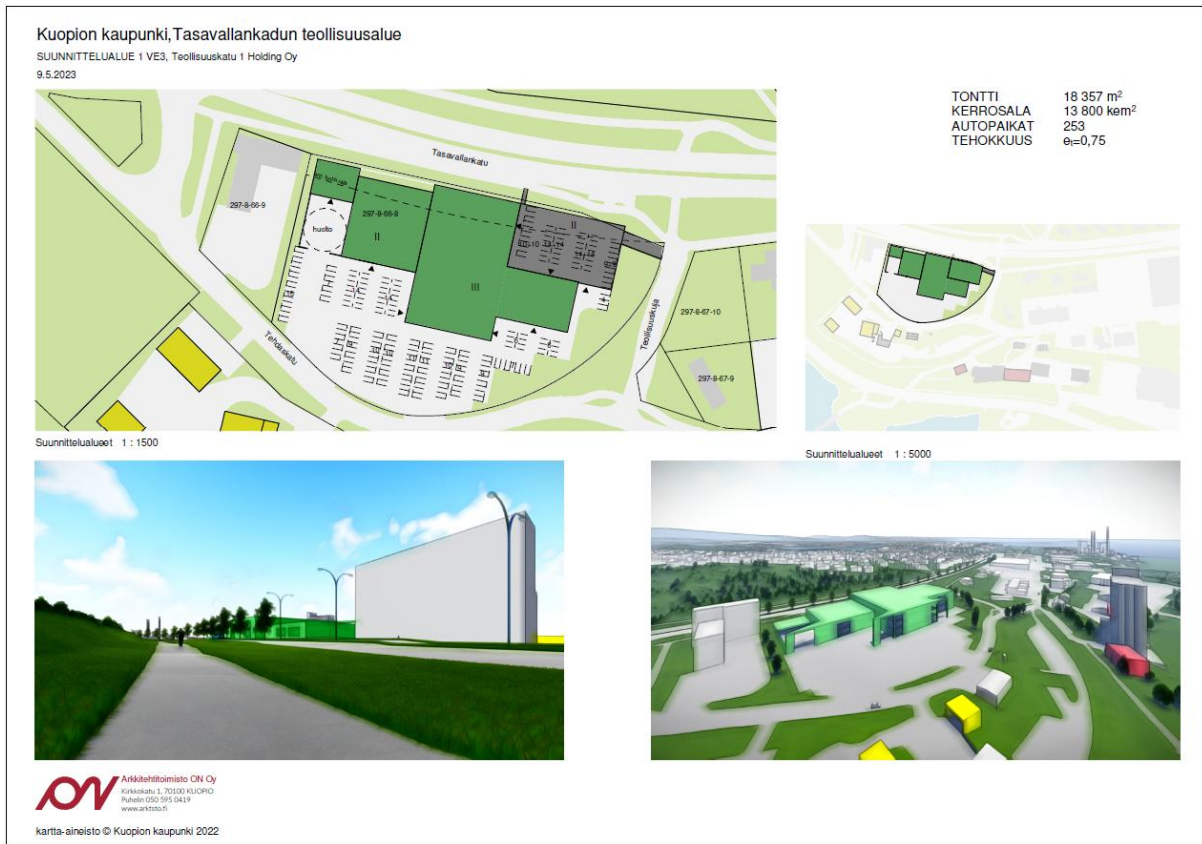 Kuopion kaupunki,Tasavallankadun teollisuusalue
SUUNNITTELUALUE 1 VE3, Teollisuuskatu 1 Holding Oy
9.5.2023
TONTTI 18 357 m²
KERROSALA 13 800 kem²
AUTOPAIKAT 253
TEHOKKUUS eₜ=0,75
Tasavallankatu
297-8-66-9
297-8-66-8
huolto
II
II
III
Tehdaskatu
Teollisuuskuja
297-8-67-10
297-8-67-9
Suunnittelualueet 1 : 1500
Suunnittelualueet 1 : 5000
ON
Arkkitehtitoimisto ON Oy
Kirkkokatu 1, 70100 KUOPIO
Puhelin 050 595 0419
www.arktsto.fi
kartta-aineisto © Kuopion kaupunki 2022